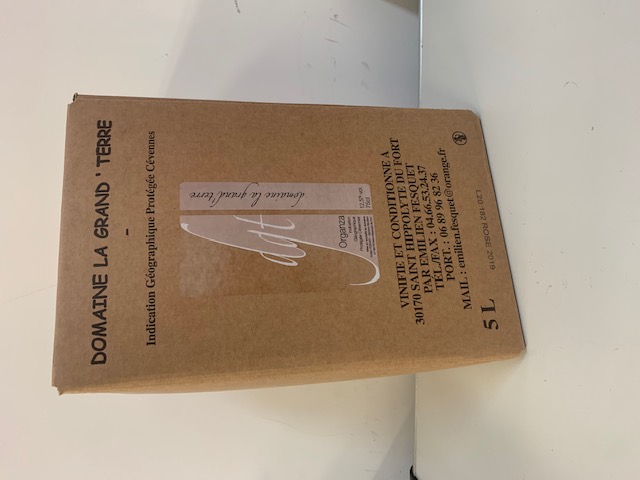 DOMAINE LA GRAND ' TERRE
-
Indication Géographique Protégée Cévennes
dgt
domaine la grand'terre
Organza
Indication
Géographique
Protégée Cévennes
12,5% vol.
75cl
VINIFIE ET CONDITIONNE À
30170 SAINT HIPPOLYTE DU FORT
PAR EMILIEN FESQUET
TÉL./FAX : 04.66.53.24.37
PORT. : 06 89 96 82 36
MAIL : emilien.fesquet@orange.fr
5 L
L20 182 ROSE 2019